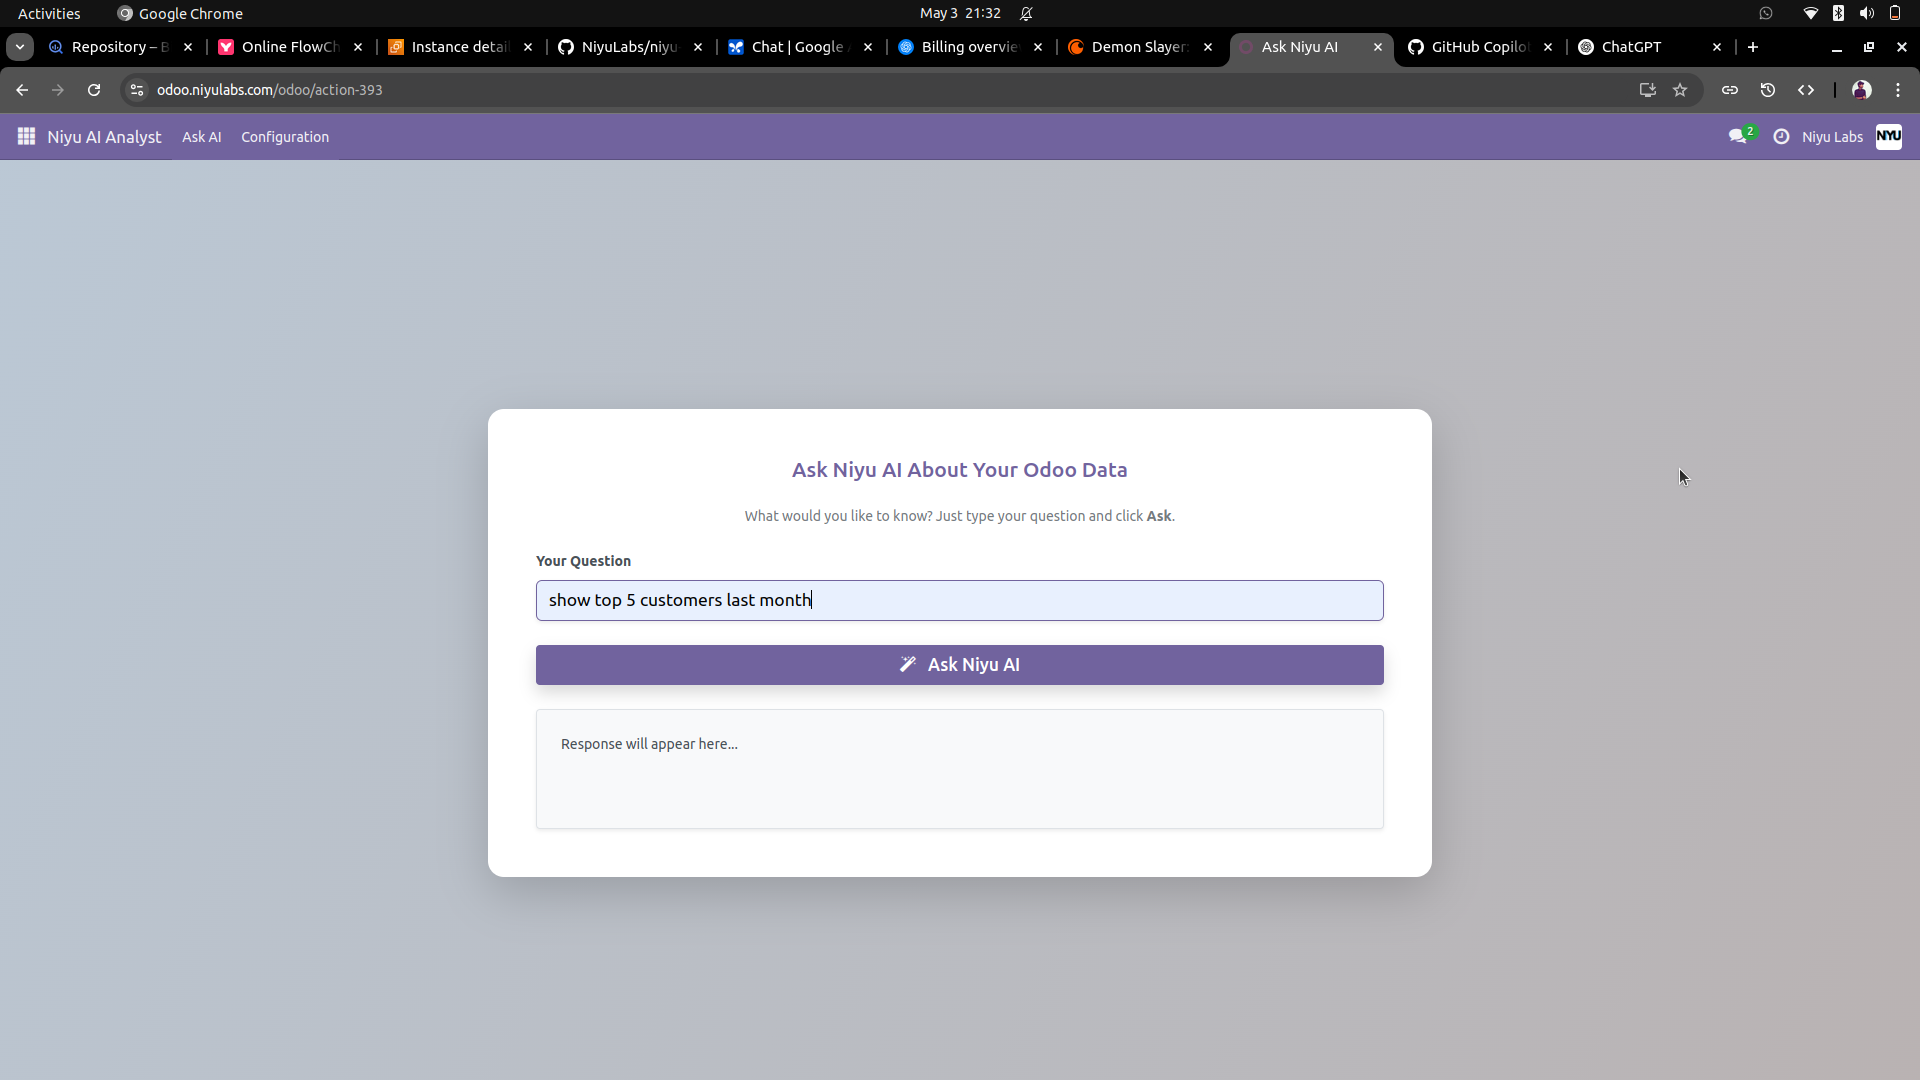 Activities Google Chrome May 3 21:32
Repository – B Online FlowCh Instance detail NiyuLabs/niyu- Chat | Google Billing overvie Demon Slayer: Ask Niyu AI GitHub Copilot ChatGPT
odoo.niyulabs.com/odoo/action-393
Niyu AI Analyst Ask AI Configuration 2 Niyu Labs NYU
Ask Niyu AI About Your Odoo Data
What would you like to know? Just type your question and click Ask.
Your Question
show top 5 customers last month
Ask Niyu AI
Response will appear here...